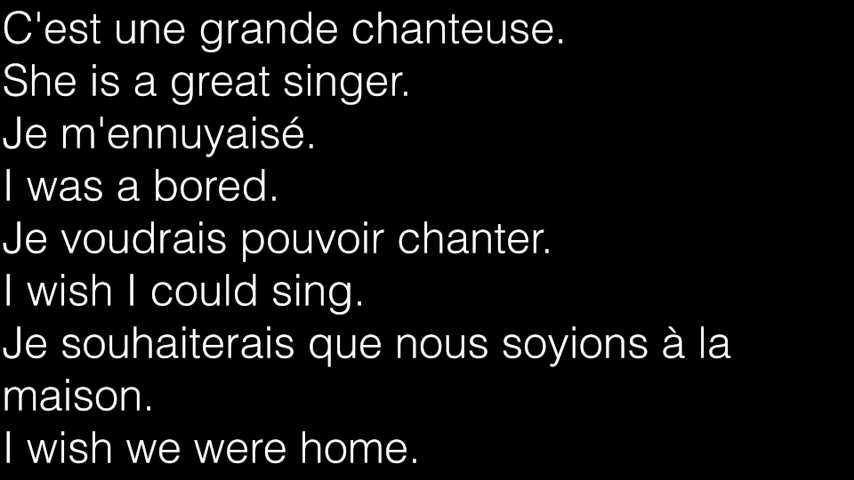 C'est une grande chanteuse.
She is a great singer.
Je m'ennuyaisé.
I was a bored.
Je voudrais pouvoir chanter.
I wish I could sing.
Je souhaiterais que nous soyions à la
maison.
I wish we were home.